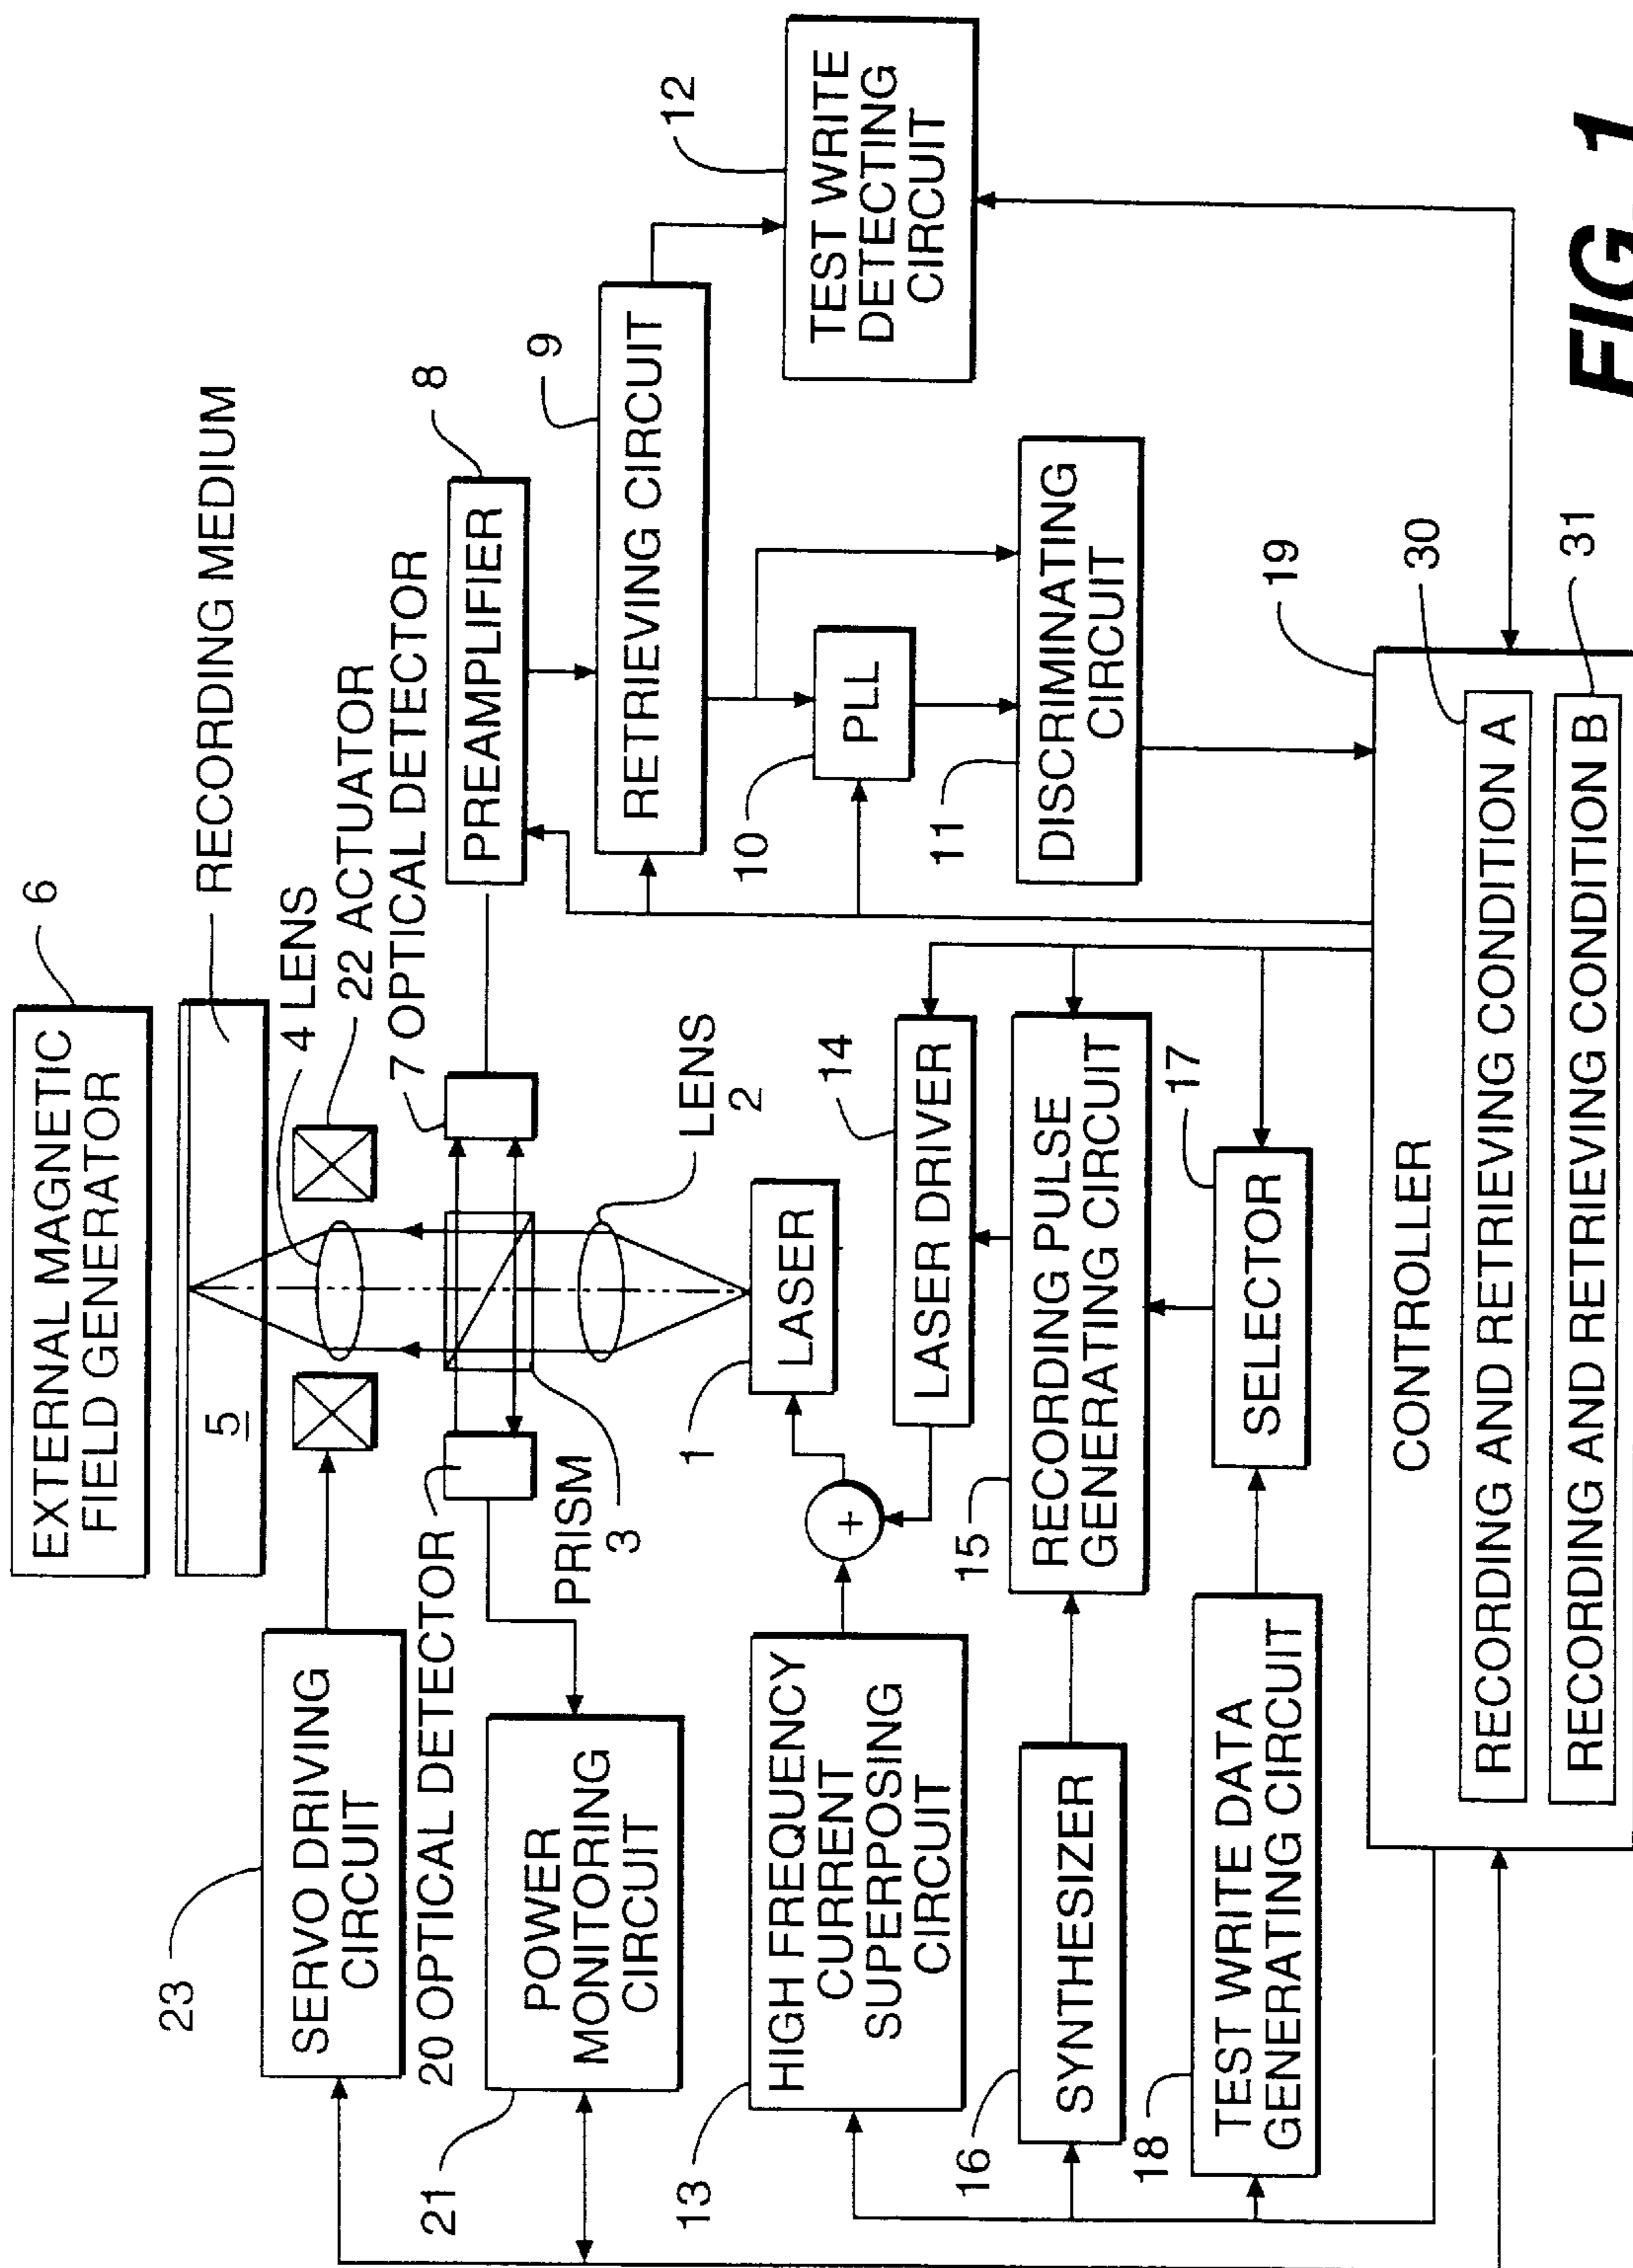 EXTERNAL MAGNETIC
FIELD GENERATOR
6
RECORDING MEDIUM
5
4 LENS
22 ACTUATOR
7 OPTICAL DETECTOR
23
SERVO DRIVING
CIRCUIT
20 OPTICAL DETECTOR
PRISM
3
LENS
2
PREAMPLIFIER
8
RETRIEVING CIRCUIT
9
21
POWER
MONITORING
CIRCUIT
1
LASER
10
PLL
TEST WRITE
DETECTING
CIRCUIT
12
13
HIGH FREQUENCY
CURRENT
SUPERPOSING
CIRCUIT
+
LASER DRIVER
14
11
DISCRIMINATING
CIRCUIT
16
SYNTHESIZER
15
RECORDING PULSE
GENERATING CIRCUIT
18
TEST WRITE DATA
GENERATING CIRCUIT
SELECTOR
17
CONTROLLER
19
RECORDING AND RETRIEVING CONDITION A
30
RECORDING AND RETRIEVING CONDITION B
31
FIG. 1